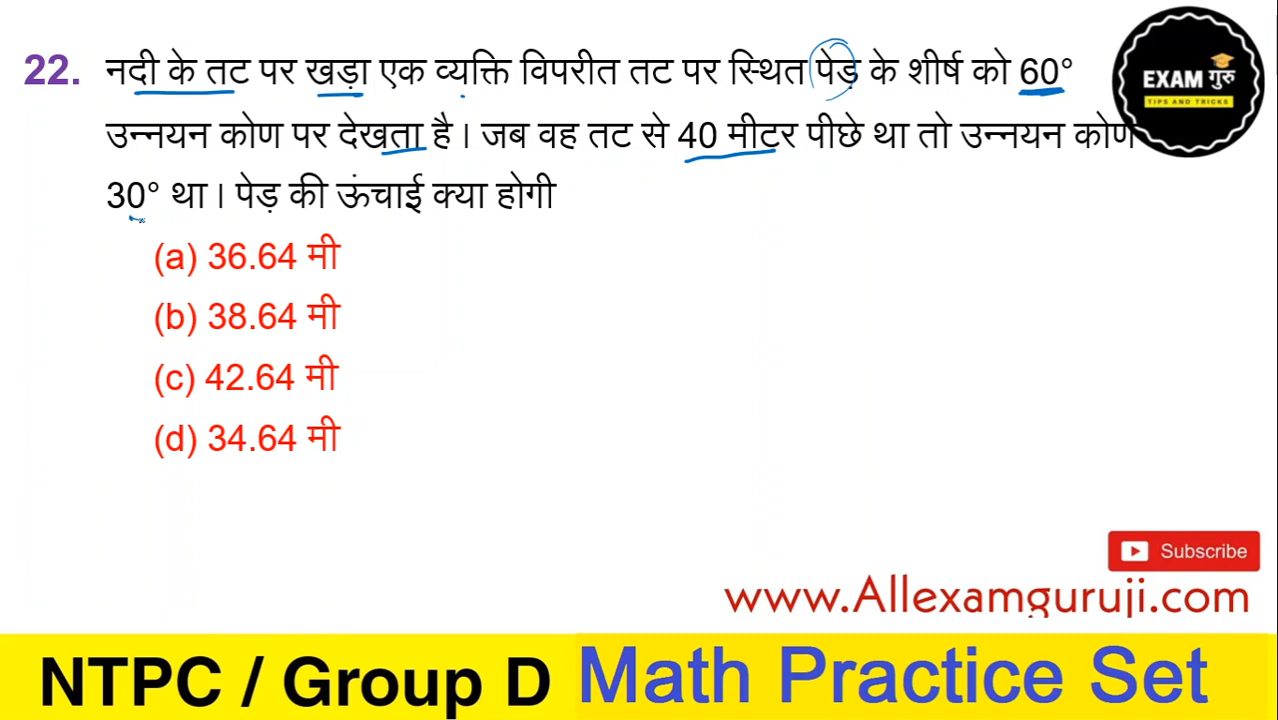 22. नदी के तट पर खड़ा एक व्यक्ति विपरीत तट पर स्थित पेड़ के शीर्ष को 60°
उन्नयन कोण पर देखता है। जब वह तट से 40 मीटर पीछे था तो उन्नयन कोण
30° था। पेड़ की ऊंचाई क्या होगी
(a) 36.64 मी
(b) 38.64 मी
(c) 42.64 मी
(d) 34.64 मी
EXAM गुरु
TIPS AND TRICKS
Subscribe
www.Allexamguruji.com
NTPC / Group D Math Practice Set